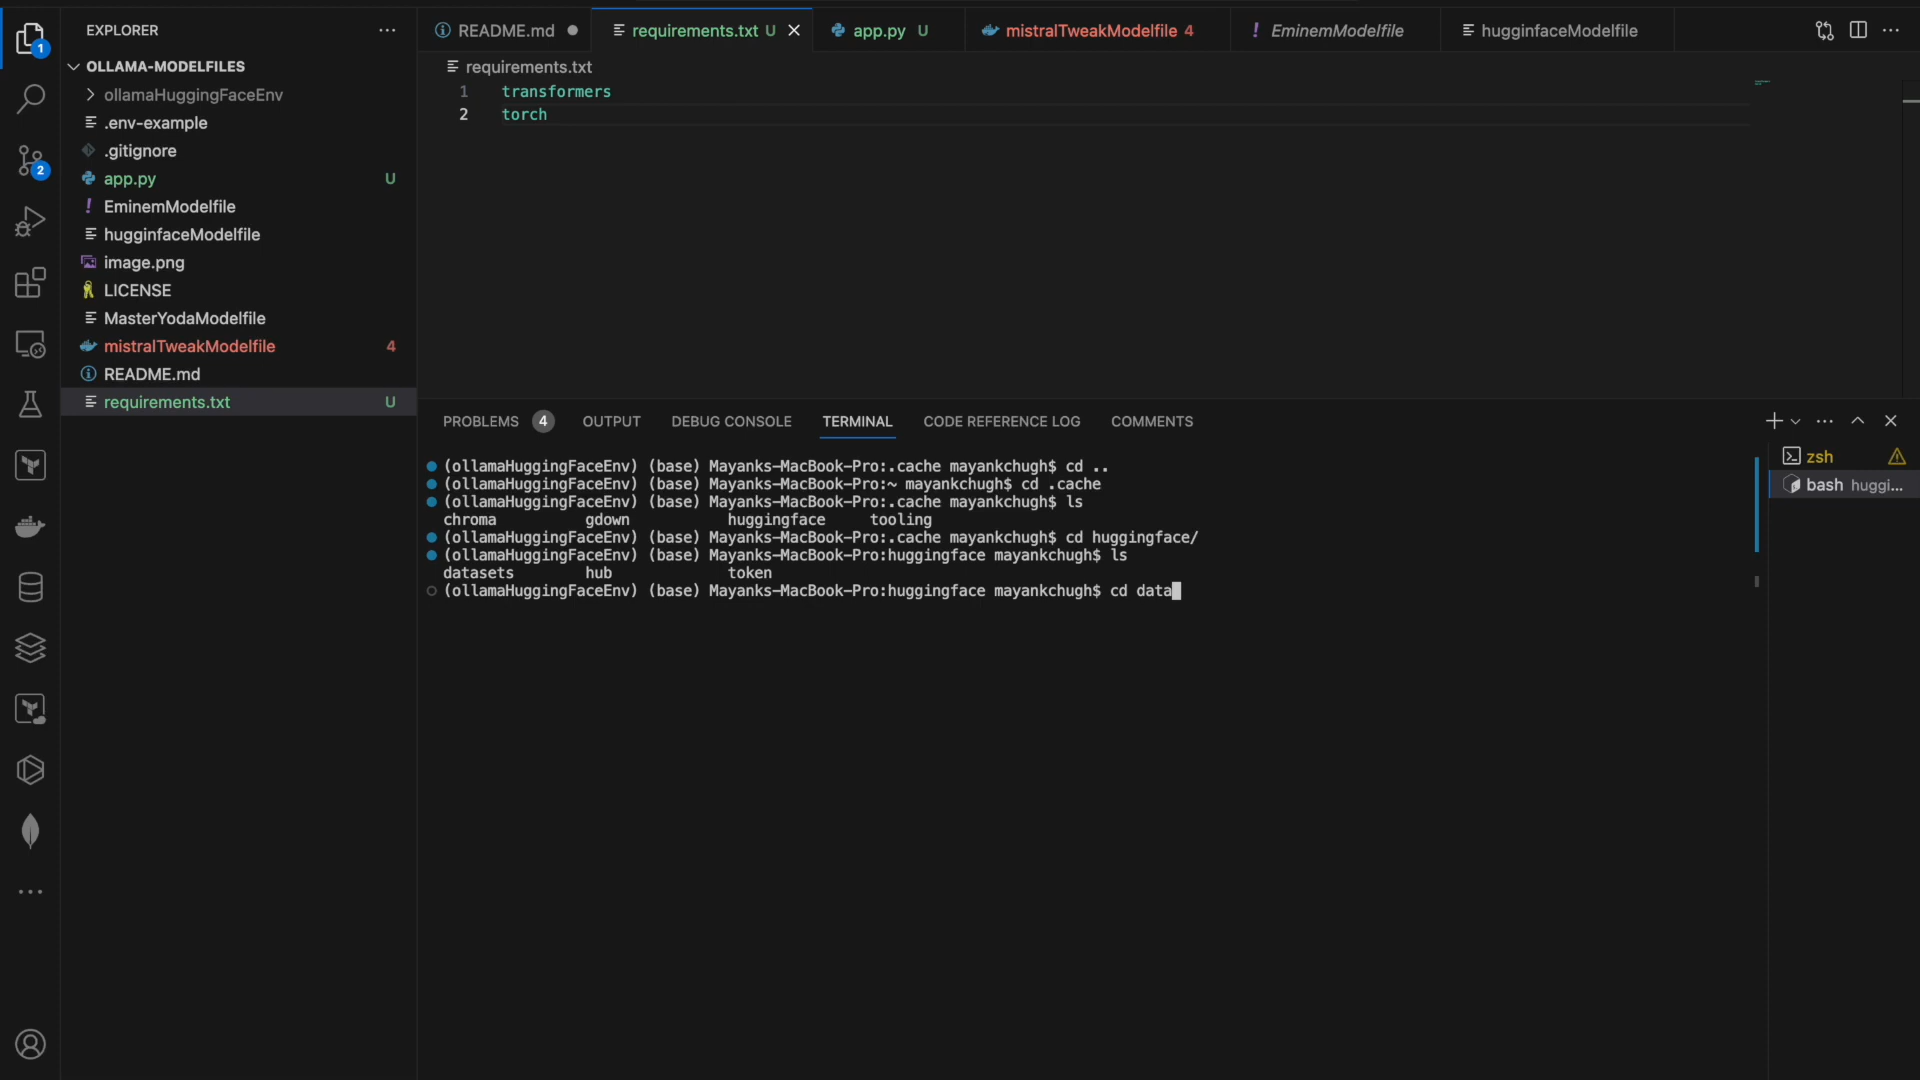 EXPLORER
README.md
requirements.txt U
app.py U
mistralTweakModelfile 4
EminemModelfile
hugginfaceModelfile
1
OLLAMA-MODELFILES
ollamaHuggingFaceEnv
.env-example
.gitignore
2
app.py U
EminemModelfile
hugginfaceModelfile
image.png
LICENSE
MasterYodaModelfile
mistralTweakModelfile 4
README.md
requirements.txt U
requirements.txt
1 transformers
2 torch
PROBLEMS 4 OUTPUT DEBUG CONSOLE TERMINAL CODE REFERENCE LOG COMMENTS
(ollamaHuggingFaceEnv) (base) Mayanks-MacBook-Pro:.cache mayankchugh$ cd ..
(ollamaHuggingFaceEnv) (base) Mayanks-MacBook-Pro:~ mayankchugh$ cd .cache
(ollamaHuggingFaceEnv) (base) Mayanks-MacBook-Pro:.cache mayankchugh$ ls
chroma gdown huggingface tooling
(ollamaHuggingFaceEnv) (base) Mayanks-MacBook-Pro:.cache mayankchugh$ cd huggingface/
(ollamaHuggingFaceEnv) (base) Mayanks-MacBook-Pro:huggingface mayankchugh$ ls
datasets hub token
(ollamaHuggingFaceEnv) (base) Mayanks-MacBook-Pro:huggingface mayankchugh$ cd data
zsh
bash huggi...